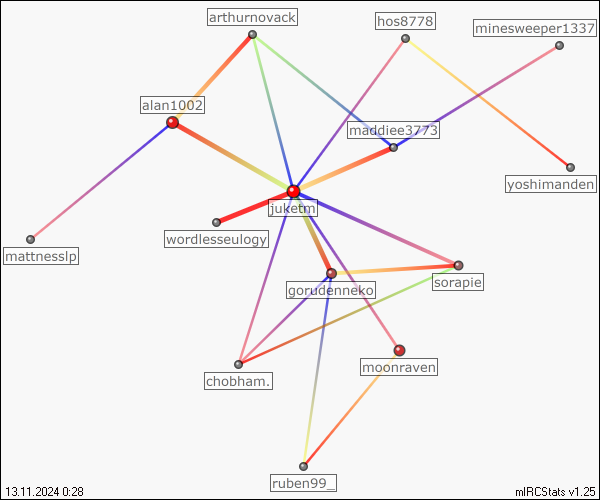 arthurnovack
hos8778
minesweeper1337
alan1002
maddiee3773
yoshimanden
juketm
wordlesseulogy
mattnesslp
gorudenneko
sorapie
moonraven
chobham.
ruben99_
13.11.2024 0:28
mIRCStats v1.25